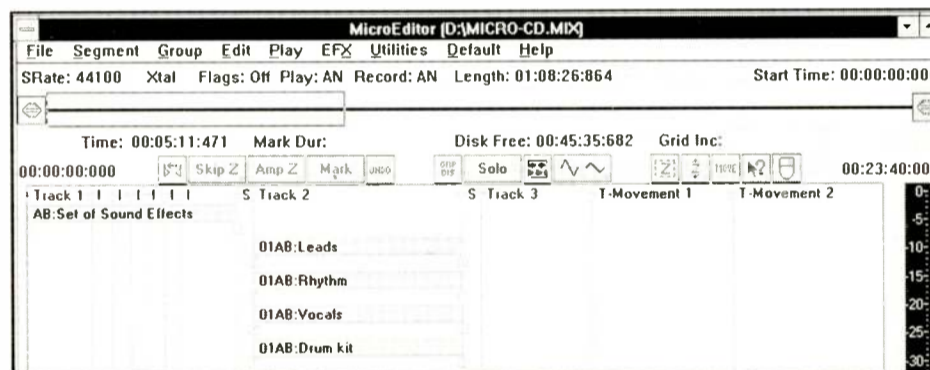 MicroEditor [D:\MICRO-CD.MIX]
File Segment Group Edit Play EFX Utilities Default Help
SRate: 44100 Xtal Flags: Off Play: AN Record: AN Length: 01:08:26:864 Start Time: 00:00:00:00
Time: 00:05:11:471 Mark Dur: Disk Free: 00:45:35:682 Grid Inc:
00:00:00:000 Skip Z Amp Z Mark UNDO Solo MOVE 00:23:40:00
Track 1 S Track 2 S Track 3 T-Movement 1 T-Movement 2 0-
AB:Set of Sound Effects
-5-
01AB:Leads -10-
01AB:Rhythm -15-
-20-
01AB:Vocals
-25-
01AB:Drum kit
-30-